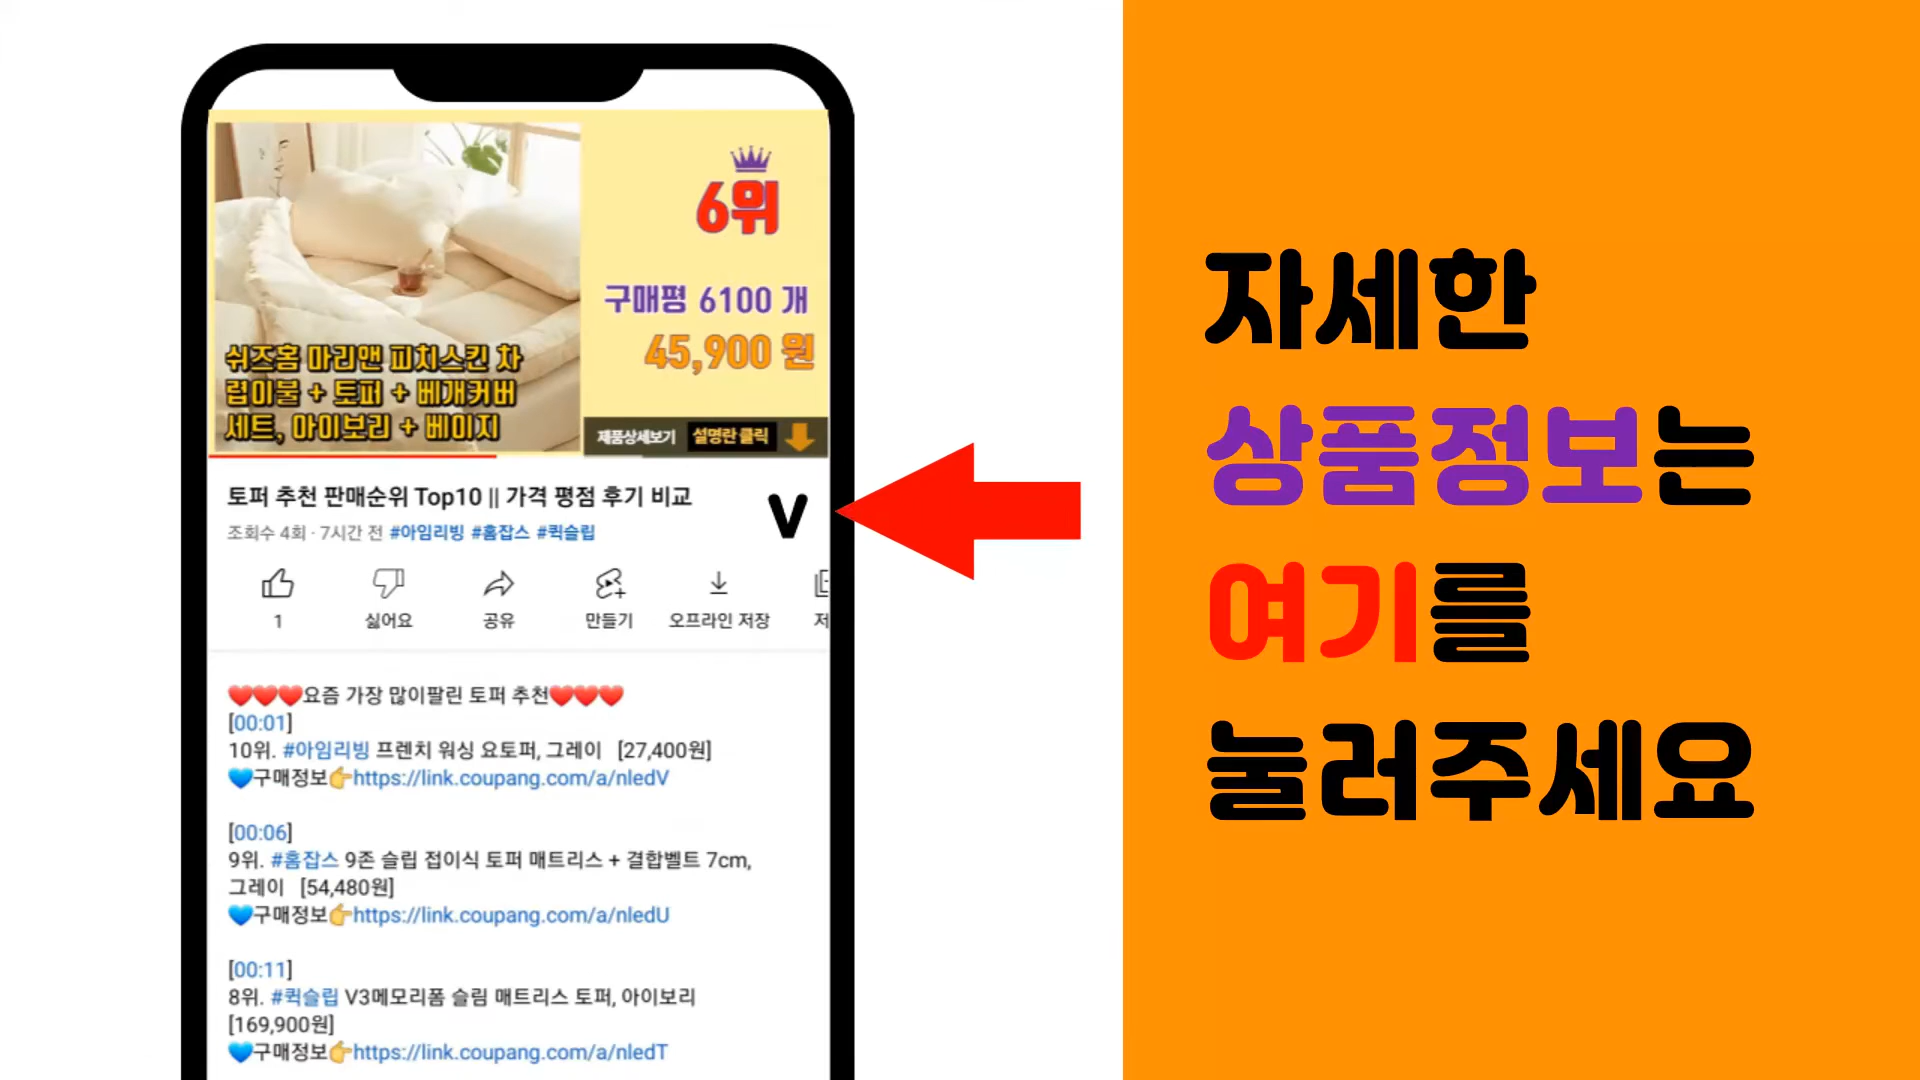 6위
구매평 6100 개
45,900 원
쉬즈홈 마리앤 피치스킨 차
렵이불 + 토퍼 + 베개커버
세트, 아이보리 + 베이지
제품상세보기 설명란 클릭
토퍼 추천 판매순위 Top10 || 가격 평점 후기 비교
V
조회수 4회 · 7시간 전 #아임리빙 #홈잡스 #퀵슬립
1 싫어요 공유 만들기 오프라인 저장 저
❤️❤️❤️요즘 가장 많이팔린 토퍼 추천❤️❤️❤️
[00:01]
10위. #아임리빙 프렌치 워싱 요토퍼, 그레이 [27,400원]
💙구매정보👉https://link.coupang.com/a/nledV
[00:06]
9위. #홈잡스 9존 슬립 접이식 토퍼 매트리스 + 결합벨트 7cm,
그레이 [54,480원]
💙구매정보👉https://link.coupang.com/a/nledU
[00:11]
8위. #퀵슬립 V3메모리폼 슬림 매트리스 토퍼, 아이보리
[169,900원]
💙구매정보👉https://link.coupang.com/a/nledT
자세한
상품정보는
여기를
눌러주세요